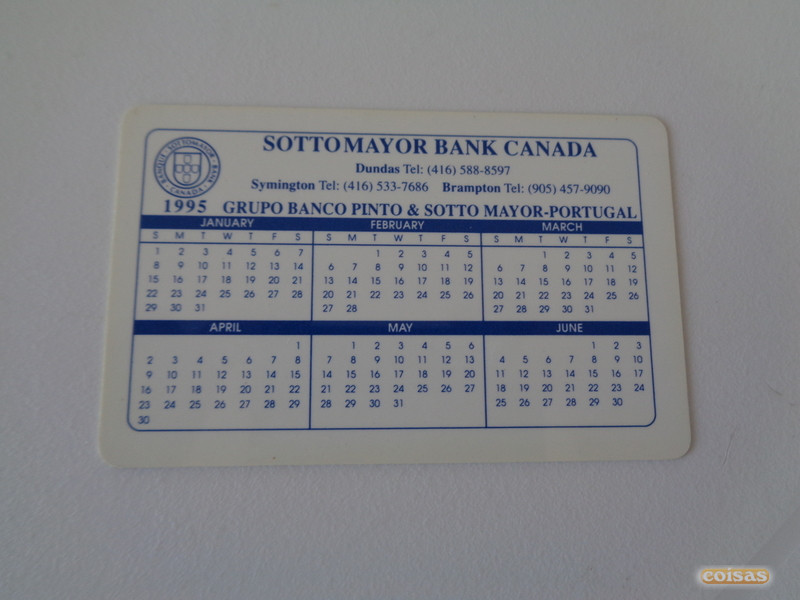 BANQUE SOTTOMAYOR BANK CANADA
SOTTOMAYOR BANK CANADA
Dundas Tel: (416) 588-8597
Symington Tel: (416) 533-7686 Brampton Tel: (905) 457-9090
1995 GRUPO BANCO PINTO & SOTTO MAYOR-PORTUGAL
JANUARY
S M T W T F S
1 2 3 4 5 6 7
8 9 10 11 12 13 14
15 16 17 18 19 20 21
22 23 24 25 26 27 28
29 30 31
FEBRUARY
S M T W T F S
1 2 3 4 5
6 7 8 9 10 11 12
13 14 15 16 17 18 19
20 21 22 23 24 25 26
27 28
MARCH
S M T W T F S
1 2 3 4 5
6 7 8 9 10 11 12
13 14 15 16 17 18 19
20 21 22 23 24 25 26
27 28 29 30 31
APRIL
1
2 3 4 5 6 7 8
9 10 11 12 13 14 15
16 17 18 19 20 21 22
23 24 25 26 27 28 29
30
MAY
1 2 3 4 5 6
7 8 9 10 11 12 13
14 15 16 17 18 19 20
21 22 23 24 25 26 27
28 29 30 31
JUNE
1 2 3
4 5 6 7 8 9 10
11 12 13 14 15 16 17
18 19 20 21 22 23 24
25 26 27 28 29 30
coisas